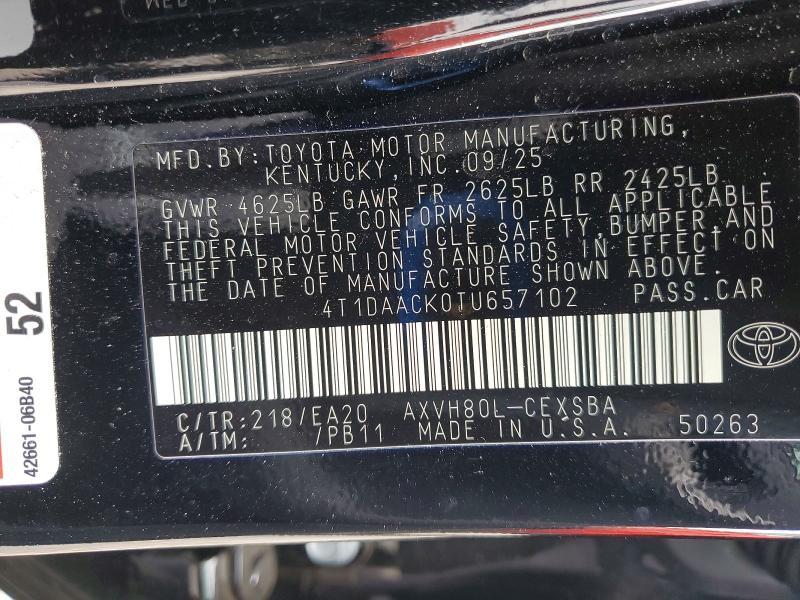 MFD. BY: TOYOTA MOTOR MANUFACTURING,
KENTUCKY, INC. 09/25
GVWR 4625LB GAWR FR 2625LB RR 2425LB
THIS VEHICLE CONFORMS TO ALL APPLICABLE
FEDERAL MOTOR VEHICLE SAFETY, BUMPER, AND
THEFT PREVENTION STANDARDS IN EFFECT ON
THE DATE OF MANUFACTURE SHOWN ABOVE.
4T1DAACK0TU657102 PASS. CAR
C/TR: 218/EA20 AXVH80L-CEXSBA
A/TM: /PB11 MADE IN U.S.A. 50263
52
42661-06B40